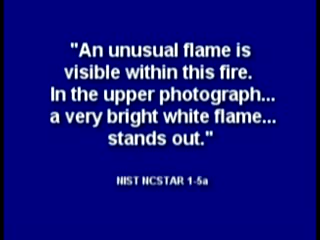 "An unusual flame is
visible within this fire.
In the upper photograph...
a very bright white flame...
stands out."
NIST NCSTAR 1-5a